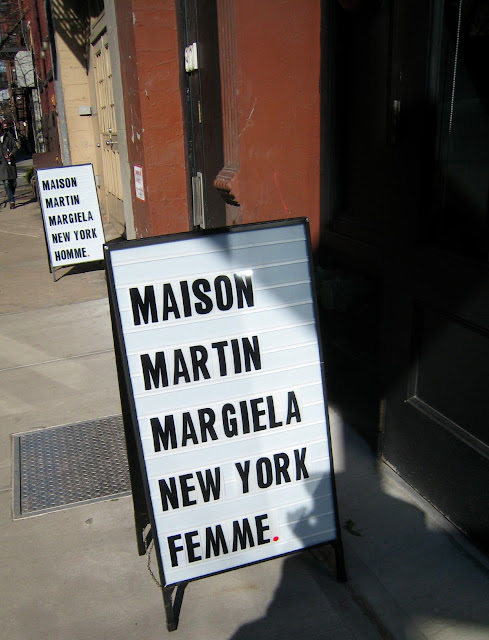 MAISON
MARTIN
MARGIELA
NEW YORK
HOMME.
MAISON
MARTIN
MARGIELA
NEW YORK
FEMME.